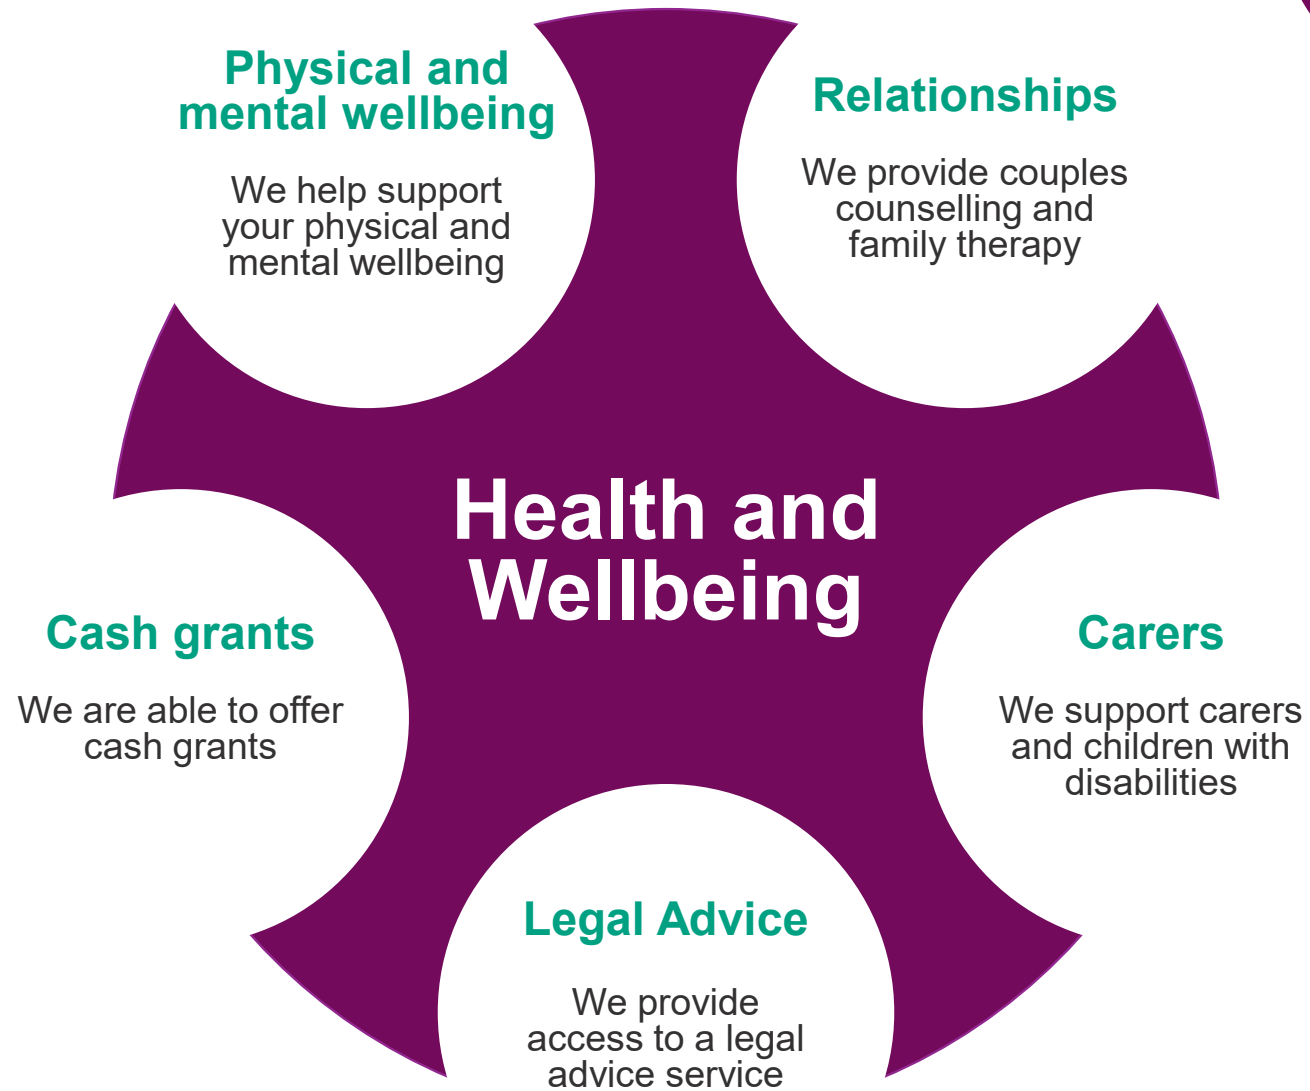 Physical and
mental wellbeing
We help support
your physical and
mental wellbeing
Relationships
We provide couples
counselling and
family therapy
Health and
Wellbeing
Cash grants
We are able to offer
cash grants
Carers
We support carers
and children with
disabilities
Legal Advice
We provide
access to a legal
advice service